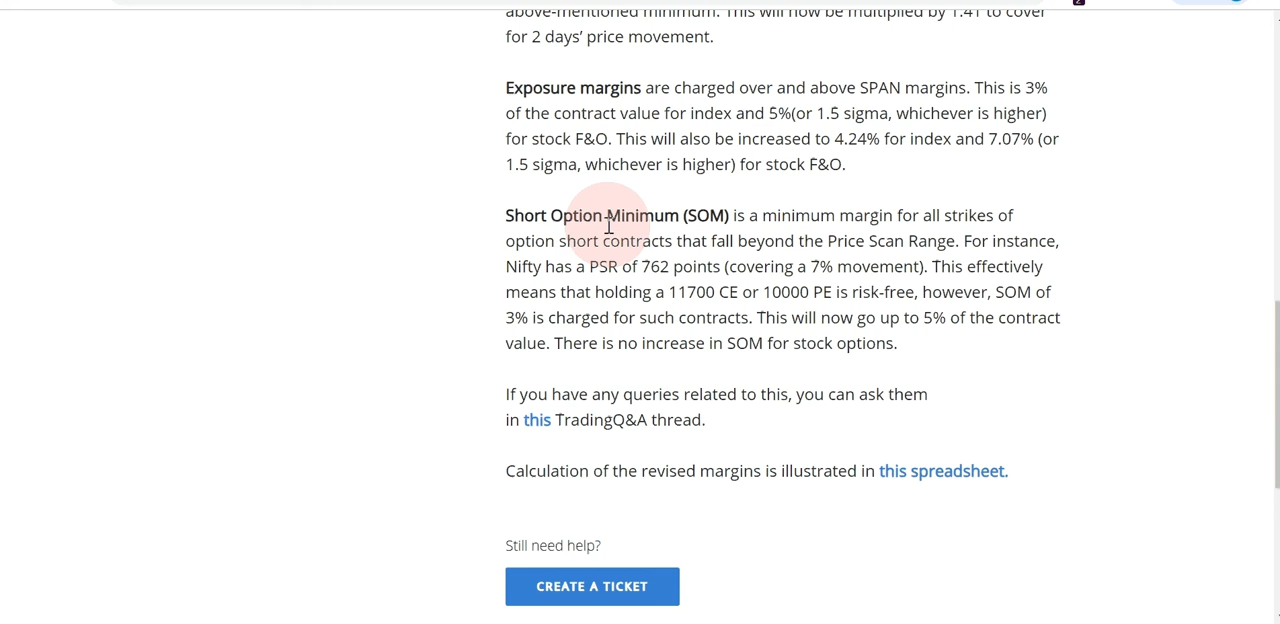 above-mentioned minimum. This will now be multiplied by 1.41 to cover
for 2 days’ price movement.
Exposure margins are charged over and above SPAN margins. This is 3%
of the contract value for index and 5%(or 1.5 sigma, whichever is higher)
for stock F&O. This will also be increased to 4.24% for index and 7.07% (or
1.5 sigma, whichever is higher) for stock F&O.
Short Option Minimum (SOM) is a minimum margin for all strikes of
option short contracts that fall beyond the Price Scan Range. For instance,
Nifty has a PSR of 762 points (covering a 7% movement). This effectively
means that holding a 11700 CE or 10000 PE is risk-free, however, SOM of
3% is charged for such contracts. This will now go up to 5% of the contract
value. There is no increase in SOM for stock options.
If you have any queries related to this, you can ask them
in this TradingQ&A thread.
Calculation of the revised margins is illustrated in this spreadsheet.
Still need help?
CREATE A TICKET